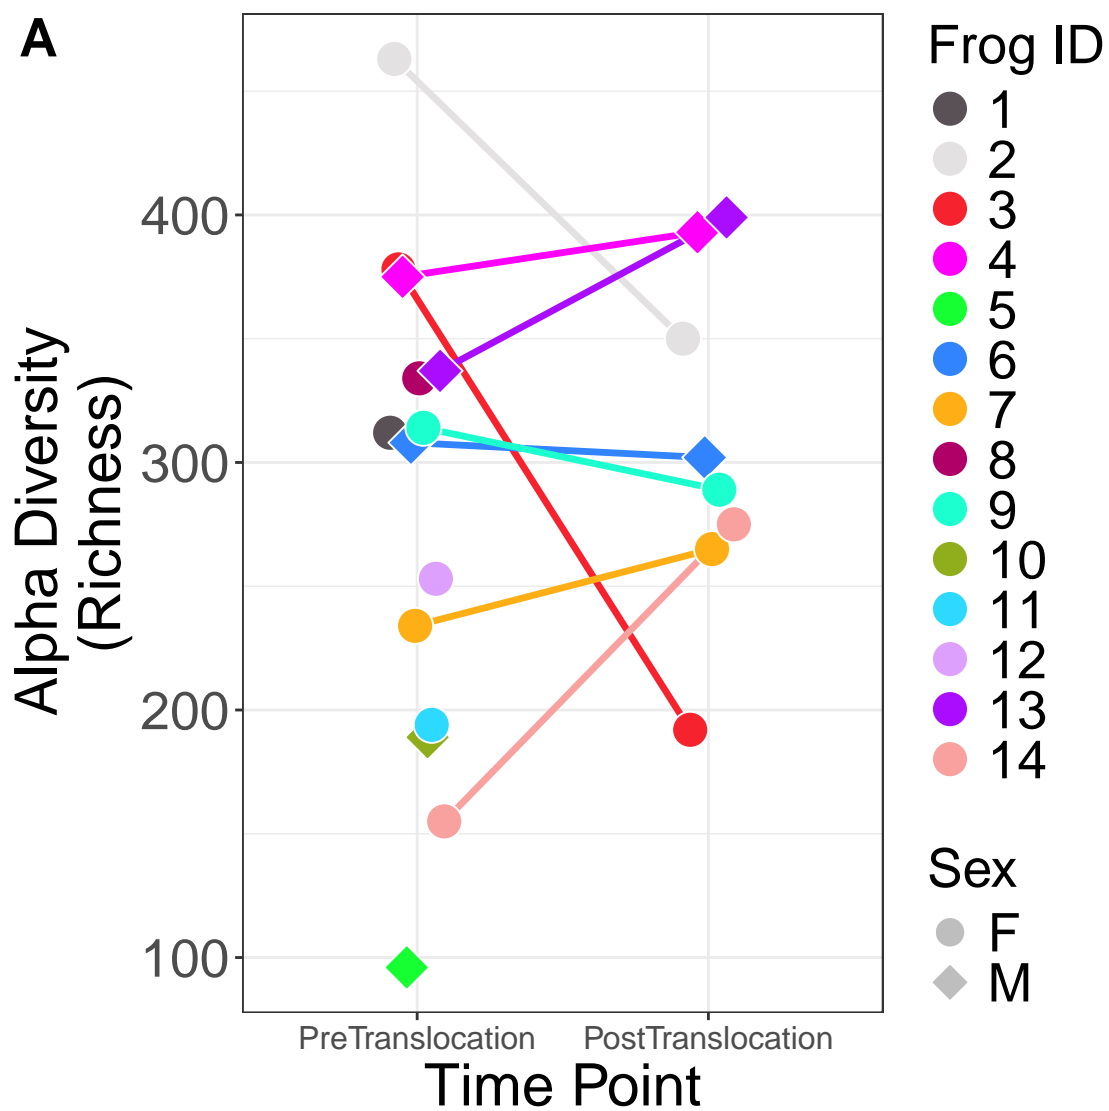 A
Alpha Diversity
(Richness)
400
300
200
100
PreTranslocation
PostTranslocation
Time Point
Frog ID
1
2
3
4
5
6
7
8
9
10
11
12
13
14
Sex
F
M